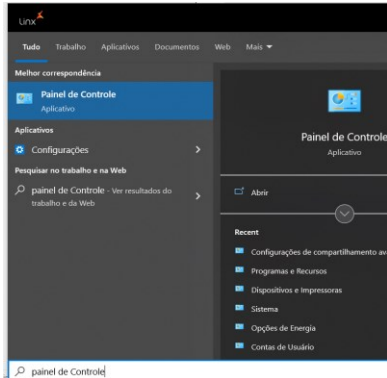 Linx
Tudo Trabalho Aplicativos Documentos Web Mais
Melhor correspondência
Painel de Controle
Aplicativo
Aplicativos
Configurações
Pesquisar no trabalho e na Web
painel de Controle - Ver resultados do
trabalho e da Web
Painel de Controle
Aplicativo
Abrir
Recent
Configurações de compartilhamento av
Programas e Recursos
Dispositivos e Impressoras
Sistema
Opções de Energia
Contas de Usuário
painel de Controle